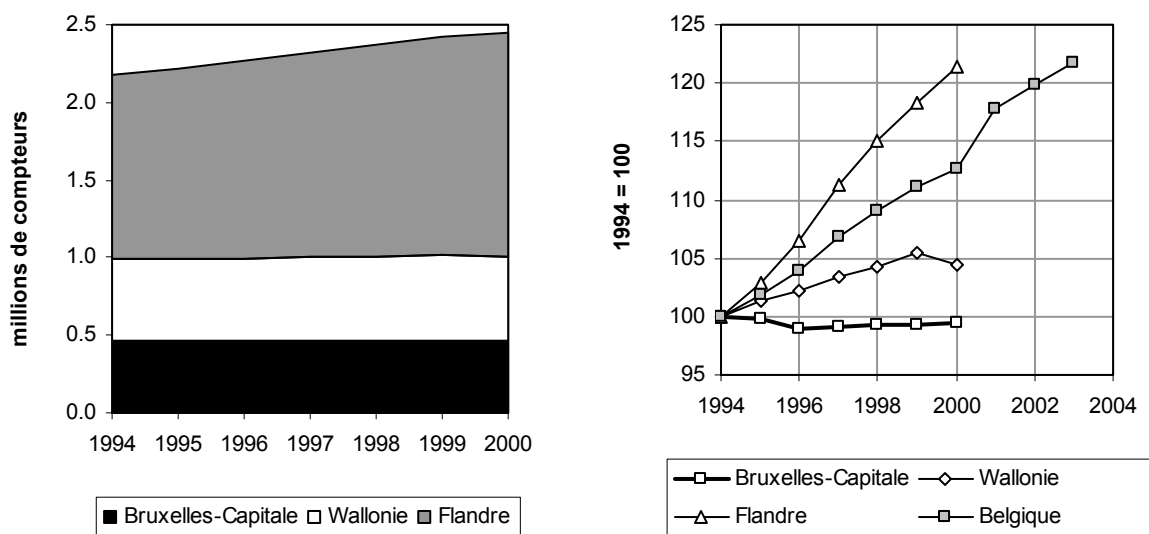 millions de compteurs
2.5
2.0
1.5
1.0
0.5
0.0
1994 1995 1996 1997 1998 1999 2000
Bruxelles-Capitale Wallonie Flandre
1994 = 100
125
120
115
110
105
100
95
1994 1996 1998 2000 2002 2004
Bruxelles-Capitale Wallonie
Flandre Belgique